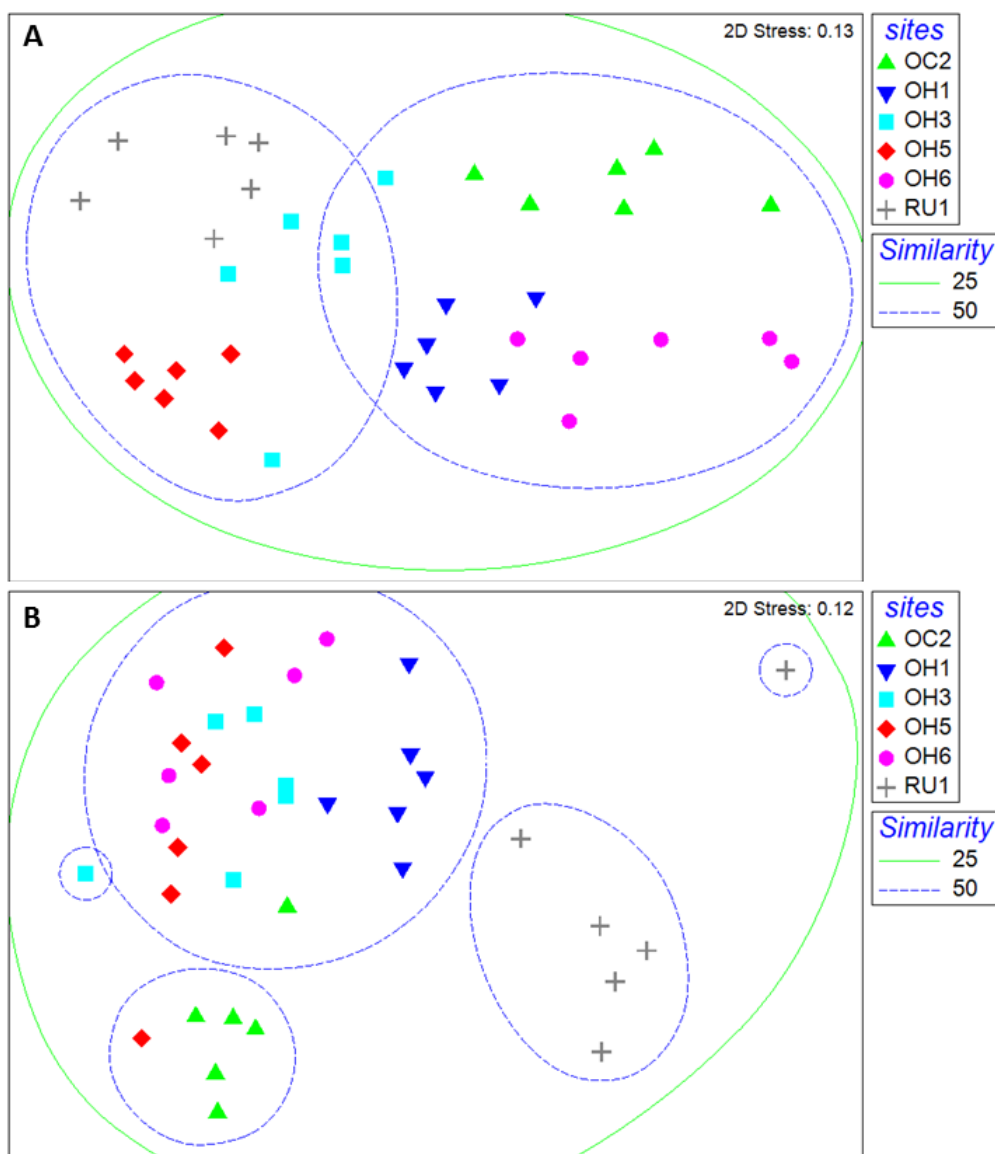 A
2D Stress: 0.13
sites
OC2
OH1
OH3
OH5
OH6
RU1
Similarity
25
50
B
2D Stress: 0.12
sites
OC2
OH1
OH3
OH5
OH6
RU1
Similarity
25
50